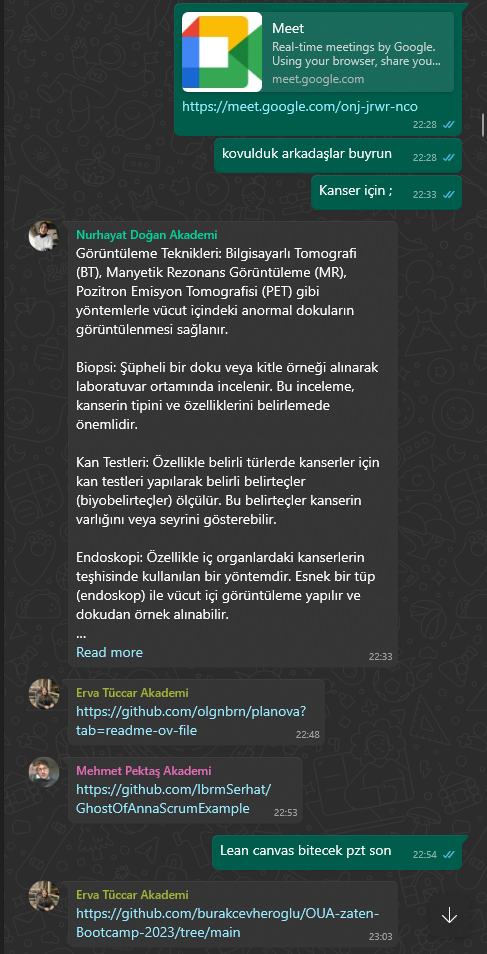 Meet
Real-time meetings by Google.
Using your browser, share you...
meet.google.com
https://meet.google.com/onj-jrwr-nco
22:28
kovulduk arkadaşlar buyrun
22:28
Kanser için ;
22:33
Nurhayat Doğan Akademi
Görüntüleme Teknikleri: Bilgisayarlı Tomografi
(BT), Manyetik Rezonans Görüntüleme (MR),
Pozitron Emisyon Tomografisi (PET) gibi
yöntemlerle vücut içindeki anormal dokuların
görüntülenmesi sağlanır.
Biopsi: Şüpheli bir doku veya kitle örneği alınarak
laboratuvar ortamında incelenir. Bu inceleme,
kanserin tipini ve özelliklerini belirlemede
önemlidir.
Kan Testleri: Özellikle belirli türlerde kanserler için
kan testleri yapılarak belirli belirteçler
(biyobelirteçler) ölçülür. Bu belirteçler kanserin
varlığını veya seyrini gösterebilir.
Endoskopi: Özellikle iç organlardaki kanserlerin
teşhisinde kullanılan bir yöntemdir. Esnek bir tüp
(endoskop) ile vücut içi görüntüleme yapılır ve
dokudan örnek alınabilir.
...
Read more
22:33
Erva Tüccar Akademi
https://github.com/olgnbrn/planova?
tab=readme-ov-file
22:48
Mehmet Pektaş Akademi
https://github.com/IbrmSerhat/
GhostOfAnnaScrumExample
22:53
Lean canvas bitecek pzt son
22:54
Erva Tüccar Akademi
https://github.com/burakcevheroglu/OUA-zaten-
Bootcamp-2023/tree/main
23:03